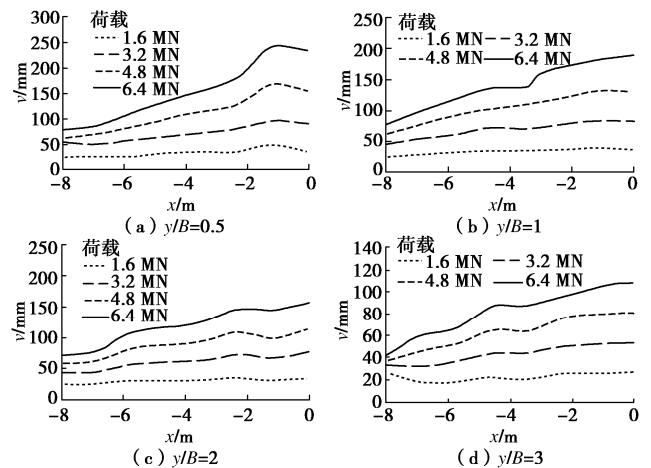 300
250
200
150
100
50
0
v/mm
荷载
1.6 MN
3.2 MN
4.8 MN
6.4 MN
-8 -6 -4 -2 0
x/m
(a) y/B=0.5
250
200
150
100
50
0
v/mm
荷载
1.6 MN 3.2 MN
4.8 MN 6.4 MN
-8 -6 -4 -2 0
x/m
(b) y/B=1
250
200
150
100
50
0
v/mm
荷载
1.6 MN
3.2 MN
4.8 MN
6.4 MN
-8 -6 -4 -2 0
x/m
(c) y/B=2
140
120
100
80
60
40
20
0
v/mm
荷载
1.6 MN 3.2 MN
4.8 MN 6.4 MN
-8 -6 -4 -2 0
x/m
(d) y/B=3